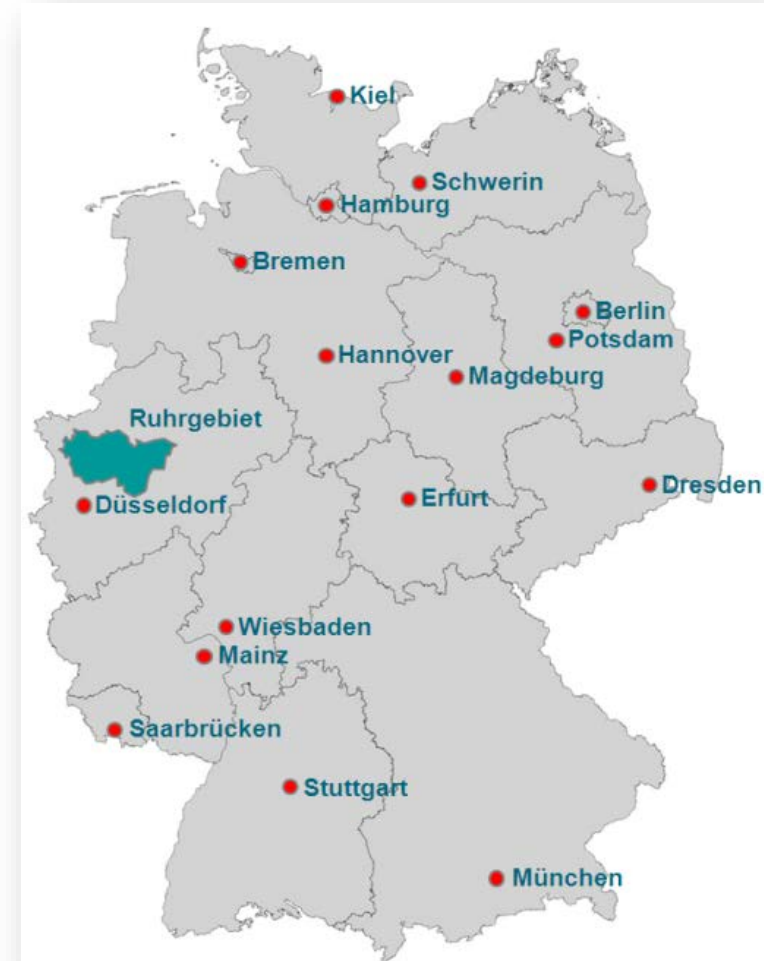 Kiel
Schwerin
Hamburg
Bremen
Berlin
Potsdam
Hannover
Magdeburg
Ruhrgebiet
Dresden
Erfurt
Düsseldorf
Wiesbaden
Mainz
Saarbrücken
Stuttgart
München